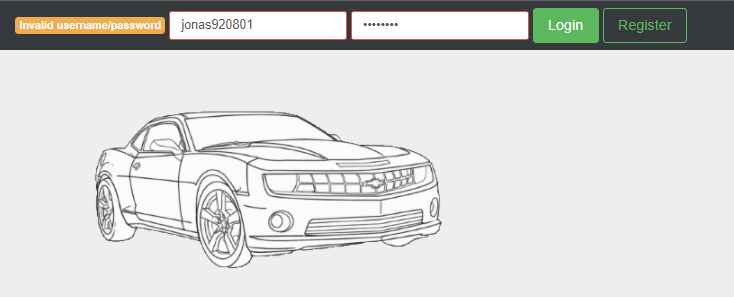 Invalid username/password jonas920801 •••••••• Login Register